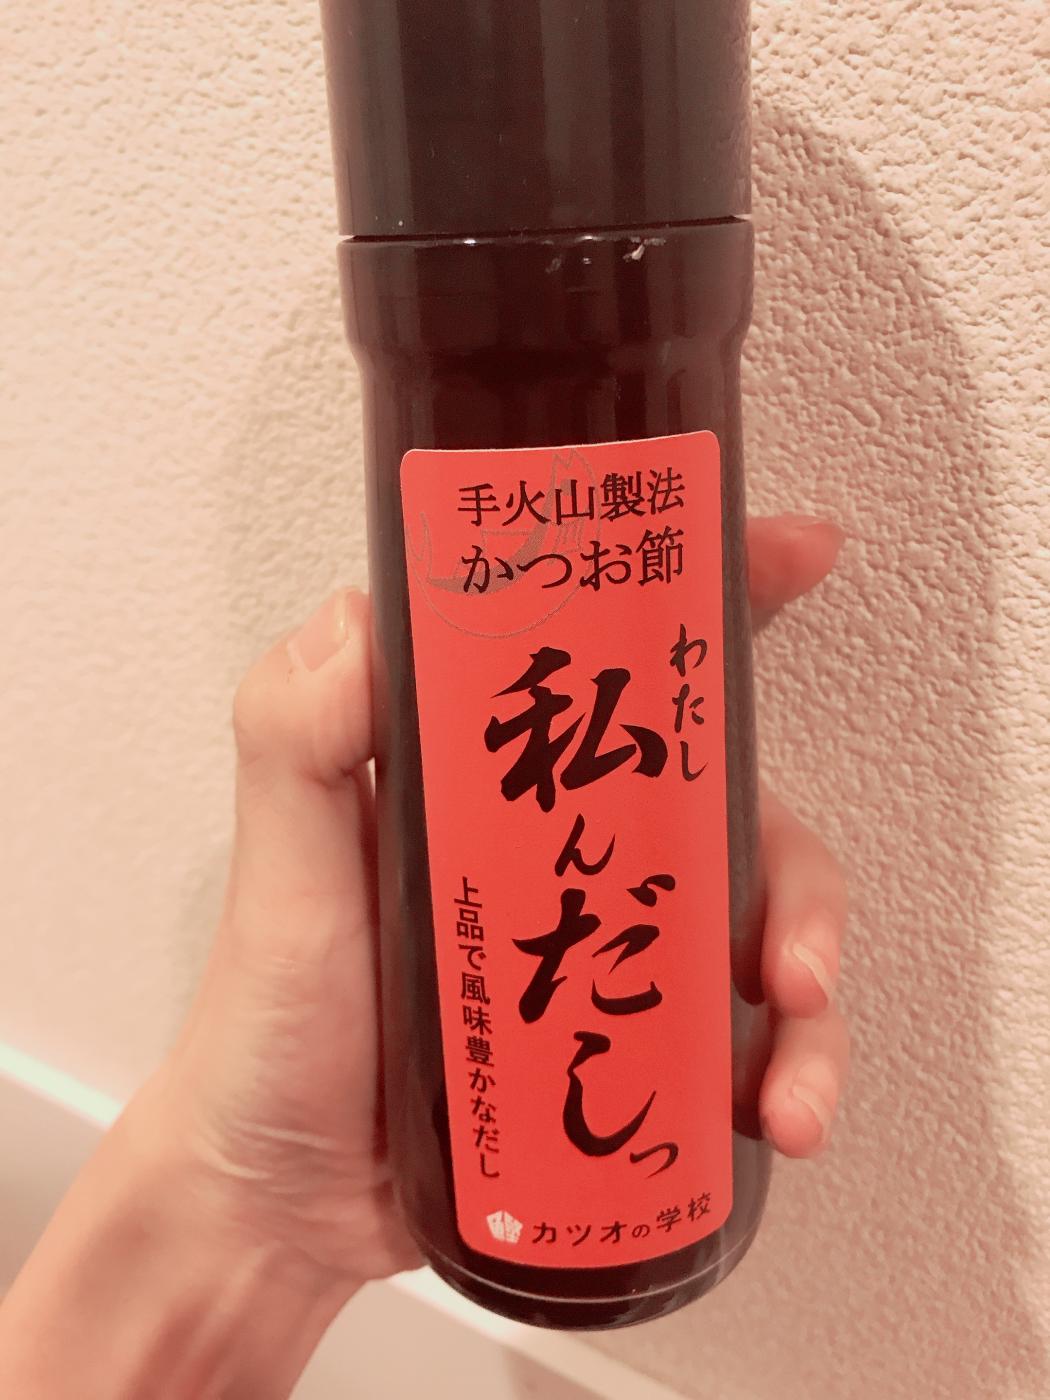 手火山製法
かつお節
わたし
私んだしっ
上品で風味豊かなだし
カツオの学校